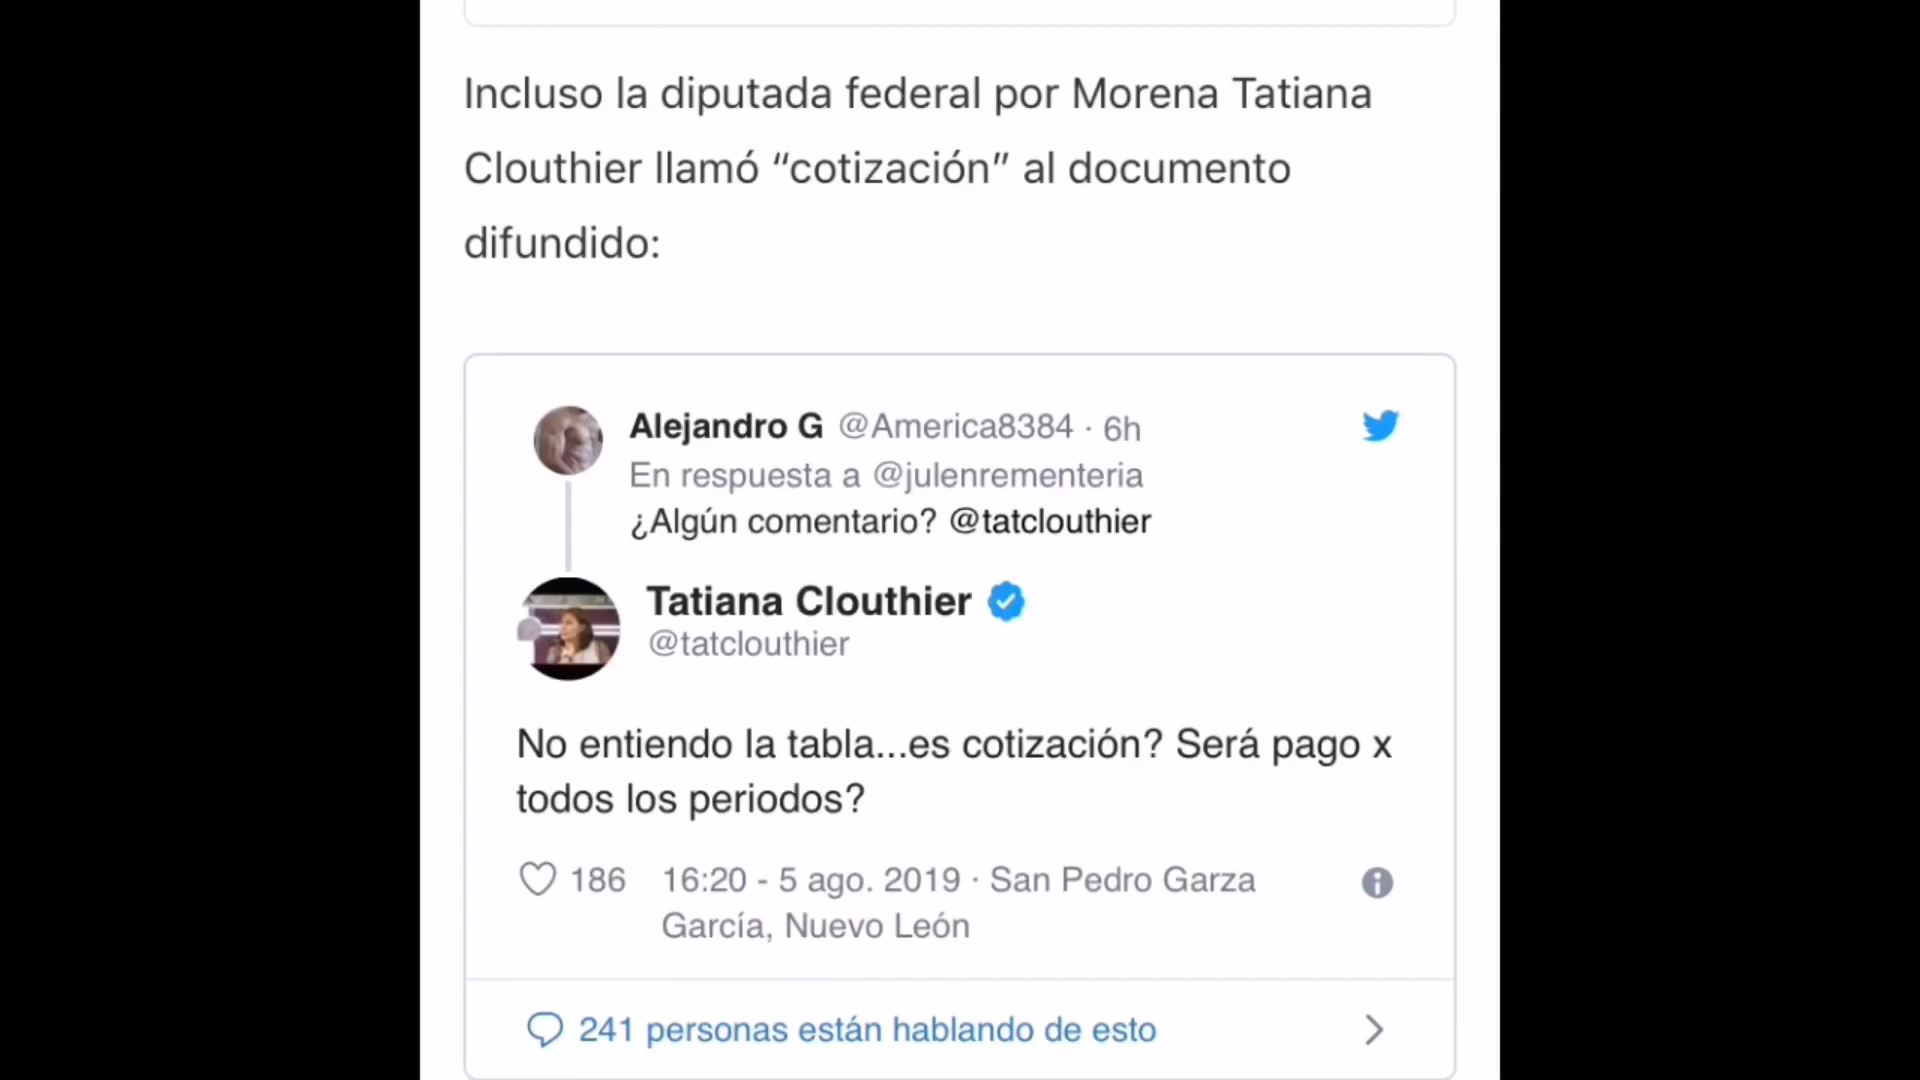 Incluso la diputada federal por Morena Tatiana
Clouthier llamó “cotización” al documento
difundido:
Alejandro G @America8384 · 6h
En respuesta a @julenrementeria
¿Algún comentario? @tatclouthier
Tatiana Clouthier
@tatclouthier
No entiendo la tabla...es cotización? Será pago x
todos los periodos?
186 16:20 - 5 ago. 2019 · San Pedro Garza
García, Nuevo León
241 personas están hablando de esto